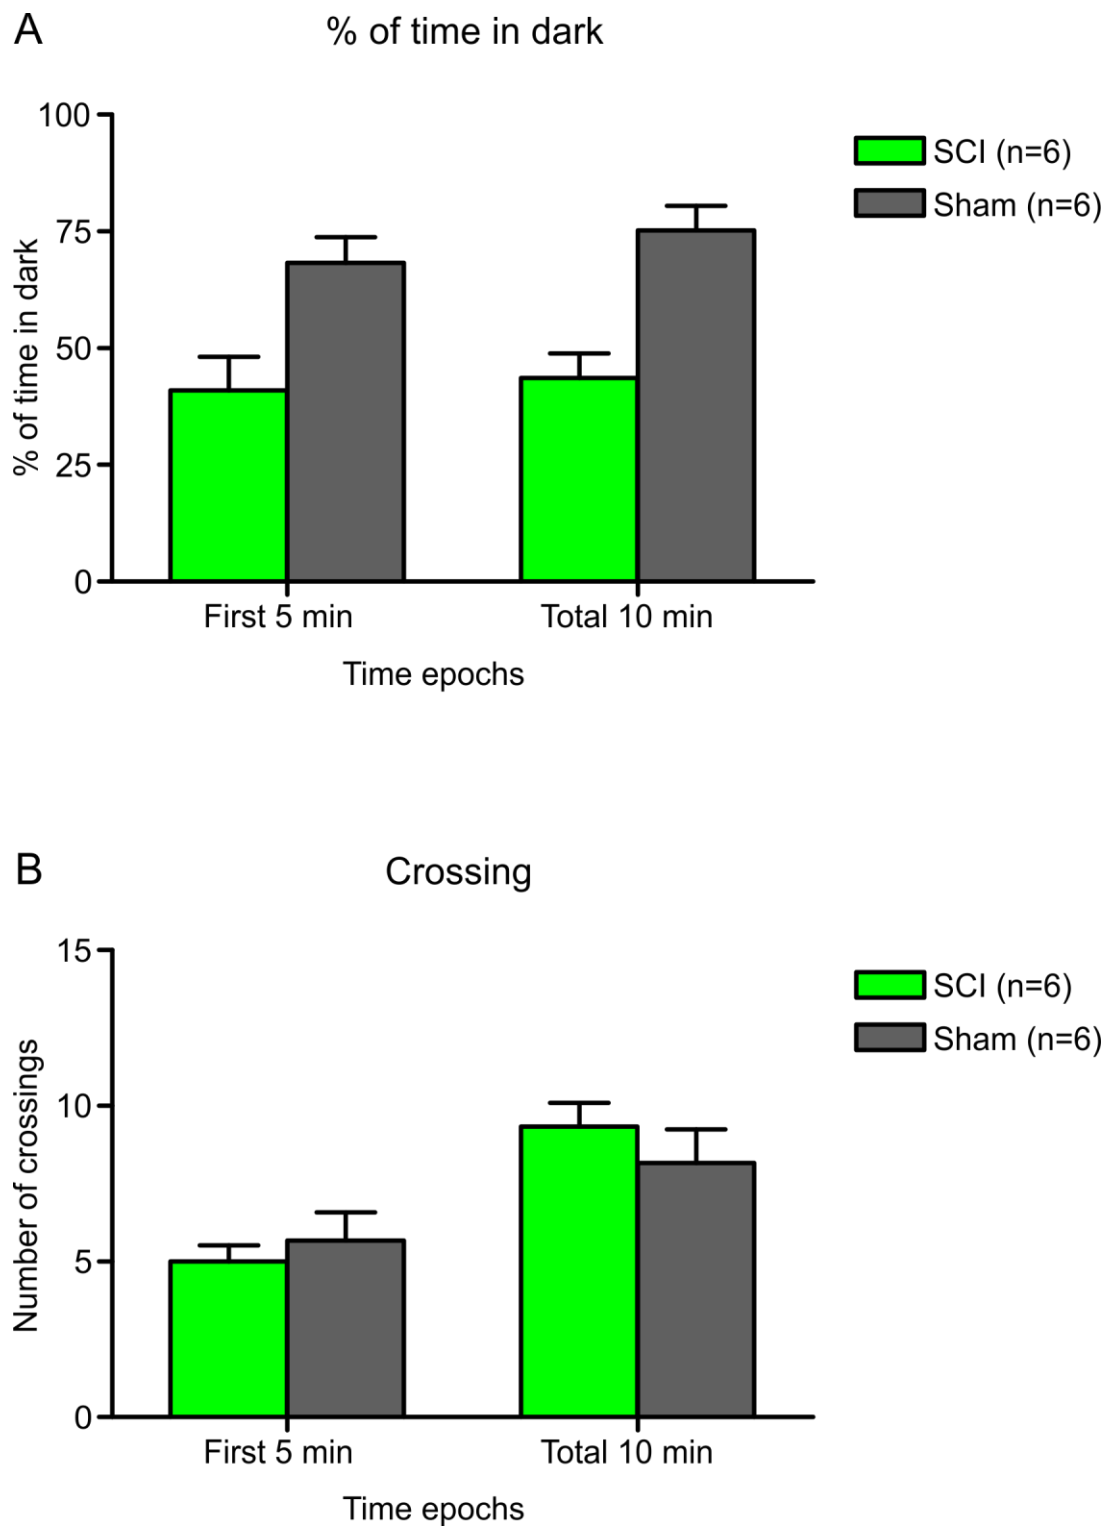 A
% of time in dark
% of time in dark
100
75
50
25
0
SCI (n=6)
Sham (n=6)
First 5 min
Total 10 min
Time epochs
B
Crossing
Number of crossings
15
10
5
0
SCI (n=6)
Sham (n=6)
First 5 min
Total 10 min
Time epochs